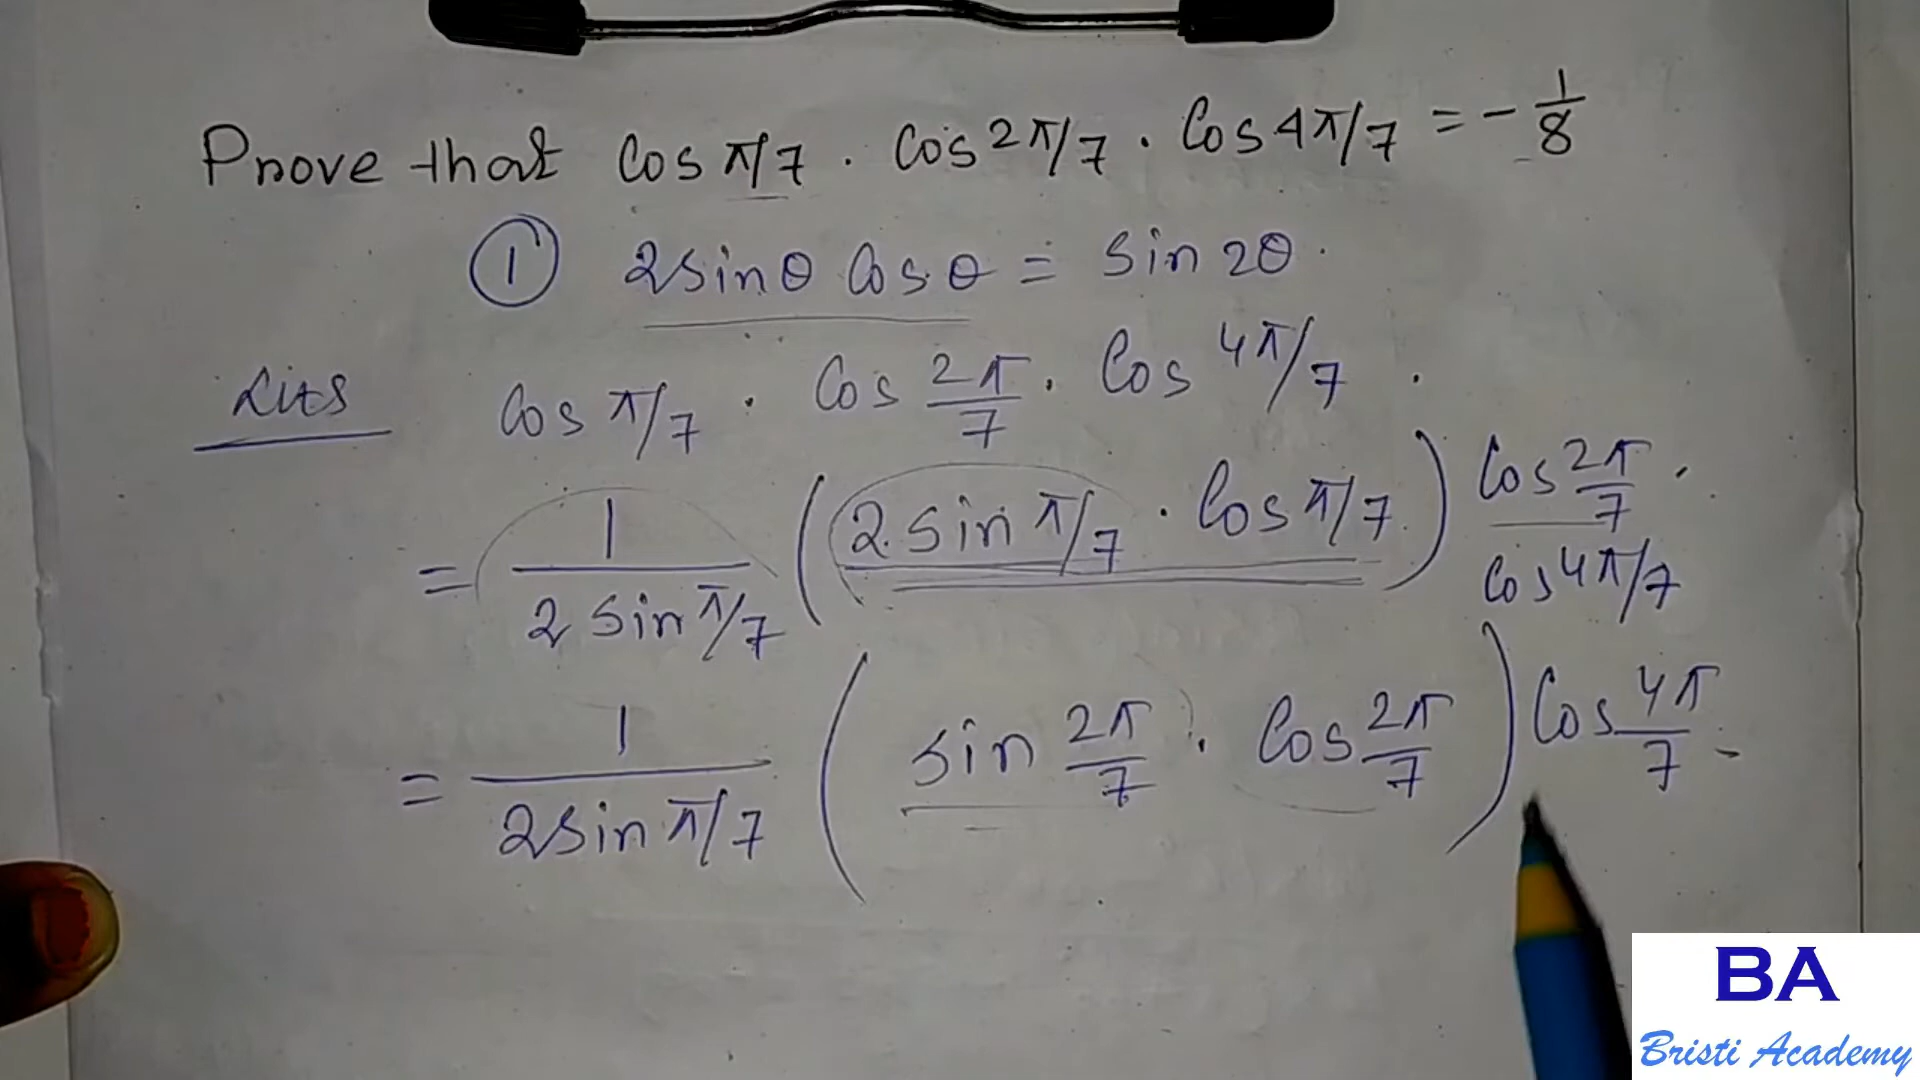 Prove that cos π/7 . cos 2π/7 . cos 4π/7 = - 1/8
① 2sinθ cosθ = sin 2θ .
LHS cos π/7 . cos 2π/7 . cos 4π/7 .
= 1/(2 sin π/7) (2 sin π/7 . cos π/7) cos 2π/7 .
cos 4π/7
= 1/(2sin π/7) (sin 2π/7 . cos 2π/7) cos 4π/7
BA
Bristi Academy